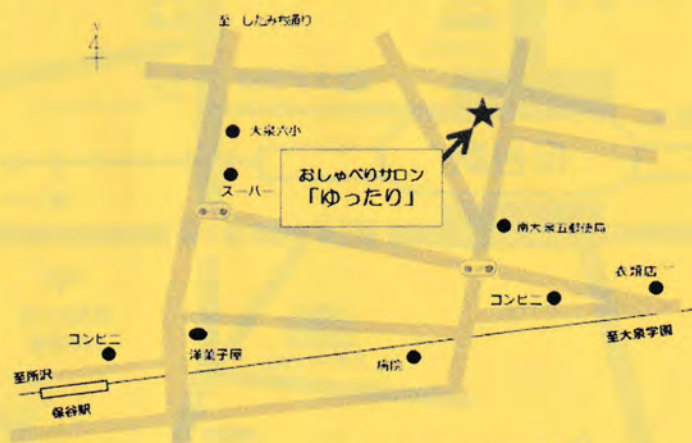 至 したみち通り
N
大泉六小
スーパー
おしゃべりサロン
「ゆったり」
南大泉五郵便局
衣類店
コンビニ
至大泉学園
コンビニ
洋菓子屋
病院
至所沢
保谷駅